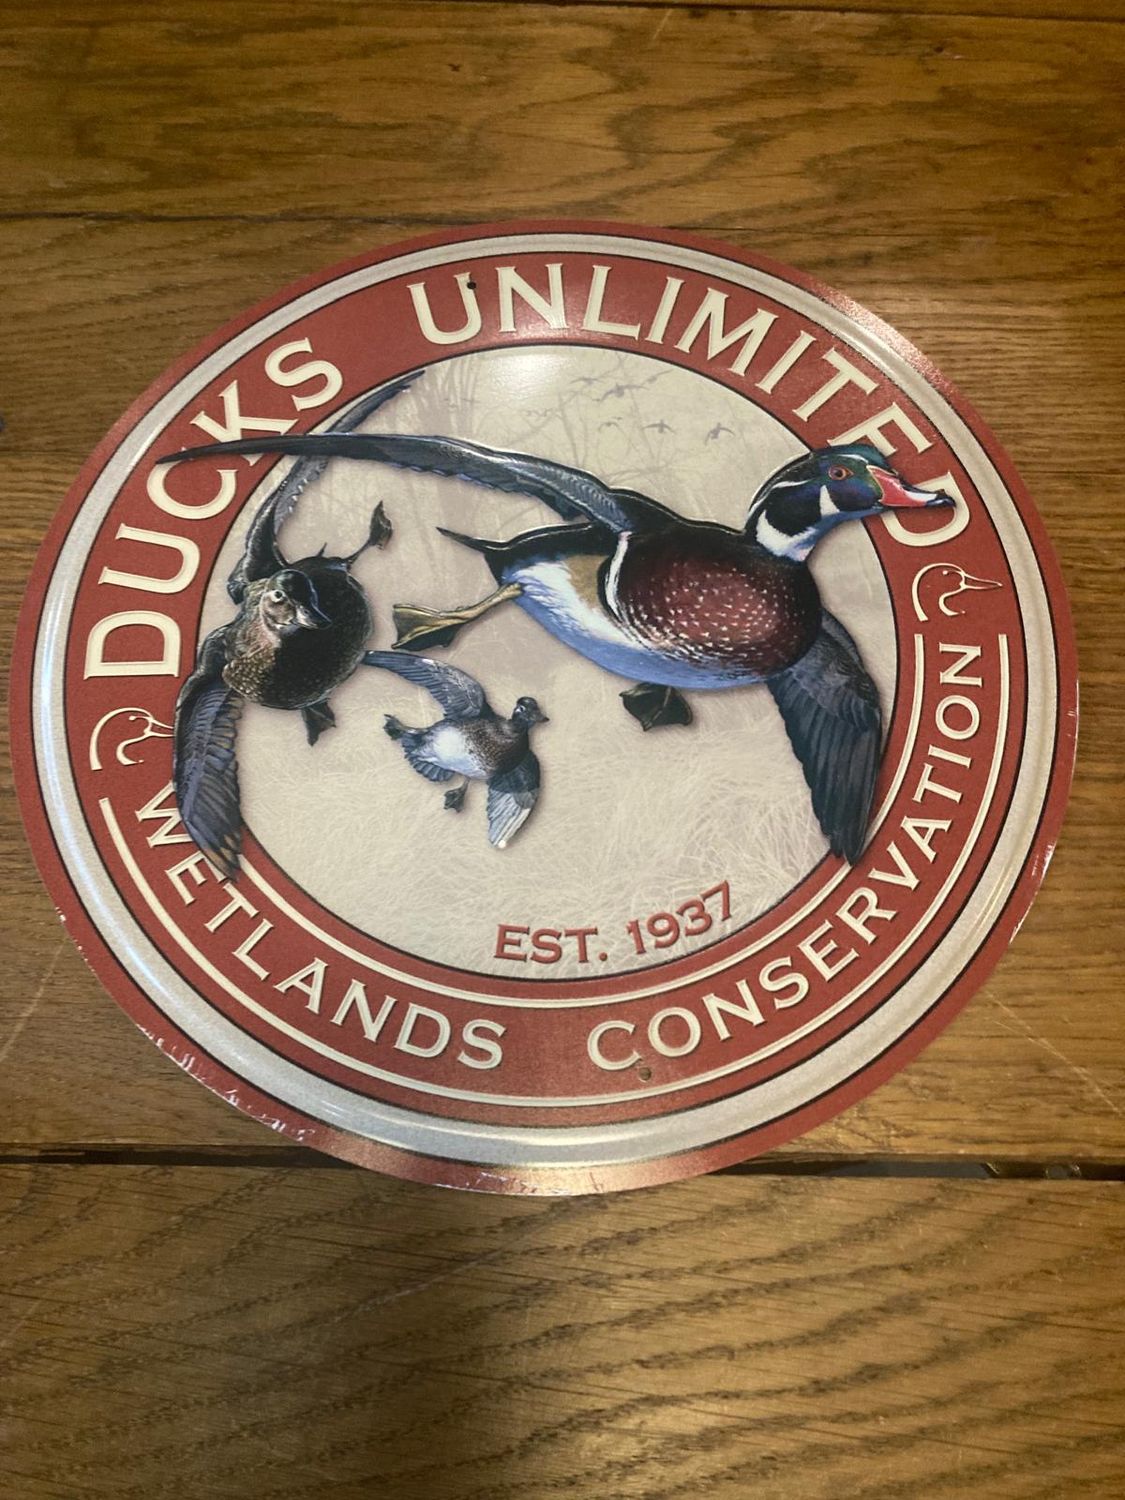 DUCKS UNLIMITED
EST. 1937
WETLANDS CONSERVATION